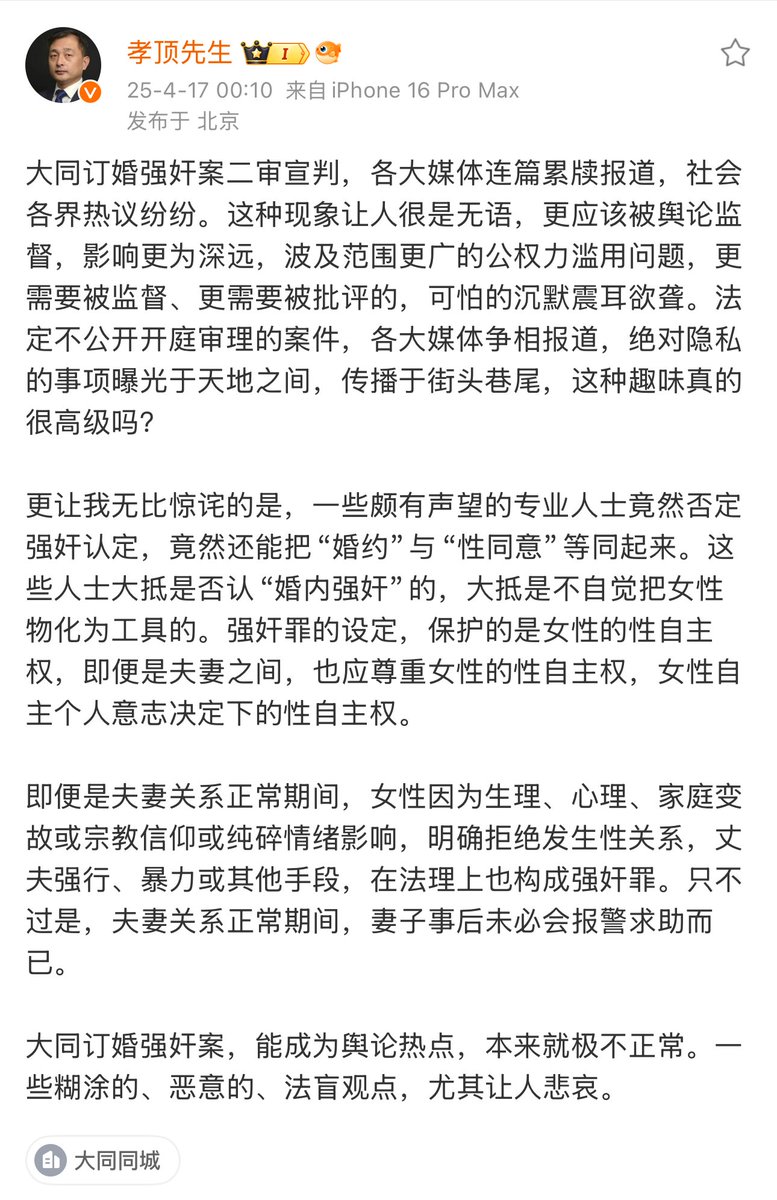 孝顶先生
25-4-17 00:10 来自 iPhone 16 Pro Max
发布于 北京
大同订婚强奸案二审宣判，各大媒体连篇累牍报道，社会
各界热议纷纷。这种现象让人很是无语，更应该被舆论监
督，影响更为深远，波及范围更广的公权力滥用问题，更
需要被监督、更需要被批评的，可怕的沉默震耳欲聋。法
定不公开开庭审理的案件，各大媒体争相报道，绝对隐私
的事项曝光于天地之间，传播于街头巷尾，这种趣味真的
很高级吗？
更让我无比惊诧的是，一些颇有声望的专业人士竟然否定
强奸认定，竟然还能把“婚约”与“性同意”等同起来。这
些人士大抵是否认“婚内强奸”的，大抵是不自觉把女性
物化为工具的。强奸罪的设定，保护的是女性的性自主
权，即便是夫妻之间，也应尊重女性的性自主权，女性自
主个人意志决定下的性自主权。
即便是夫妻关系正常期间，女性因为生理、心理、家庭变
故或宗教信仰或纯碎情绪影响，明确拒绝发生性关系，丈
夫强行、暴力或其他手段，在法理上也构成强奸罪。只不
过是，夫妻关系正常期间，妻子事后未必会报警求助而
已。
大同订婚强奸案，能成为舆论热点，本来就极不正常。一
些糊涂的、恶意的、法盲观点，尤其让人悲哀。
大同同城